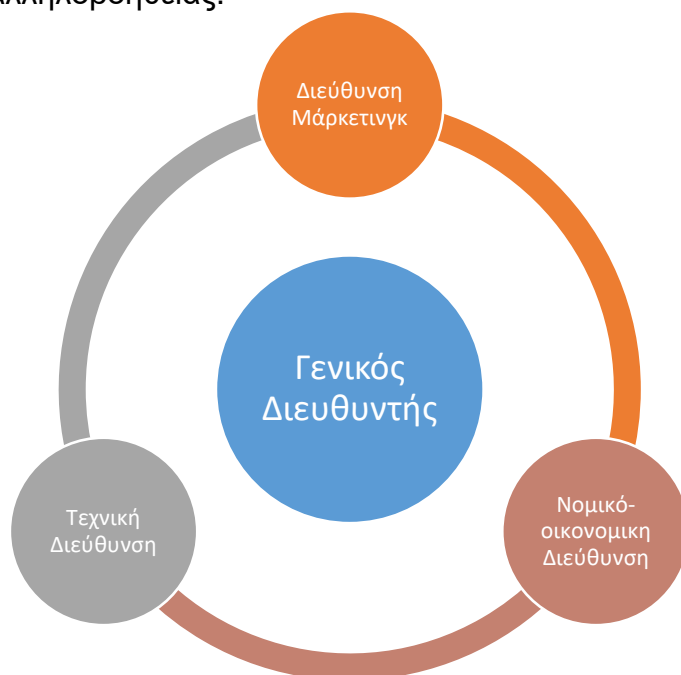 Διεύθυνση
Μάρκετινγκ
Γενικός
Διευθυντής
Τεχνική
Διεύθυνση
Νομικό-
οικονομικη
Διεύθυνση